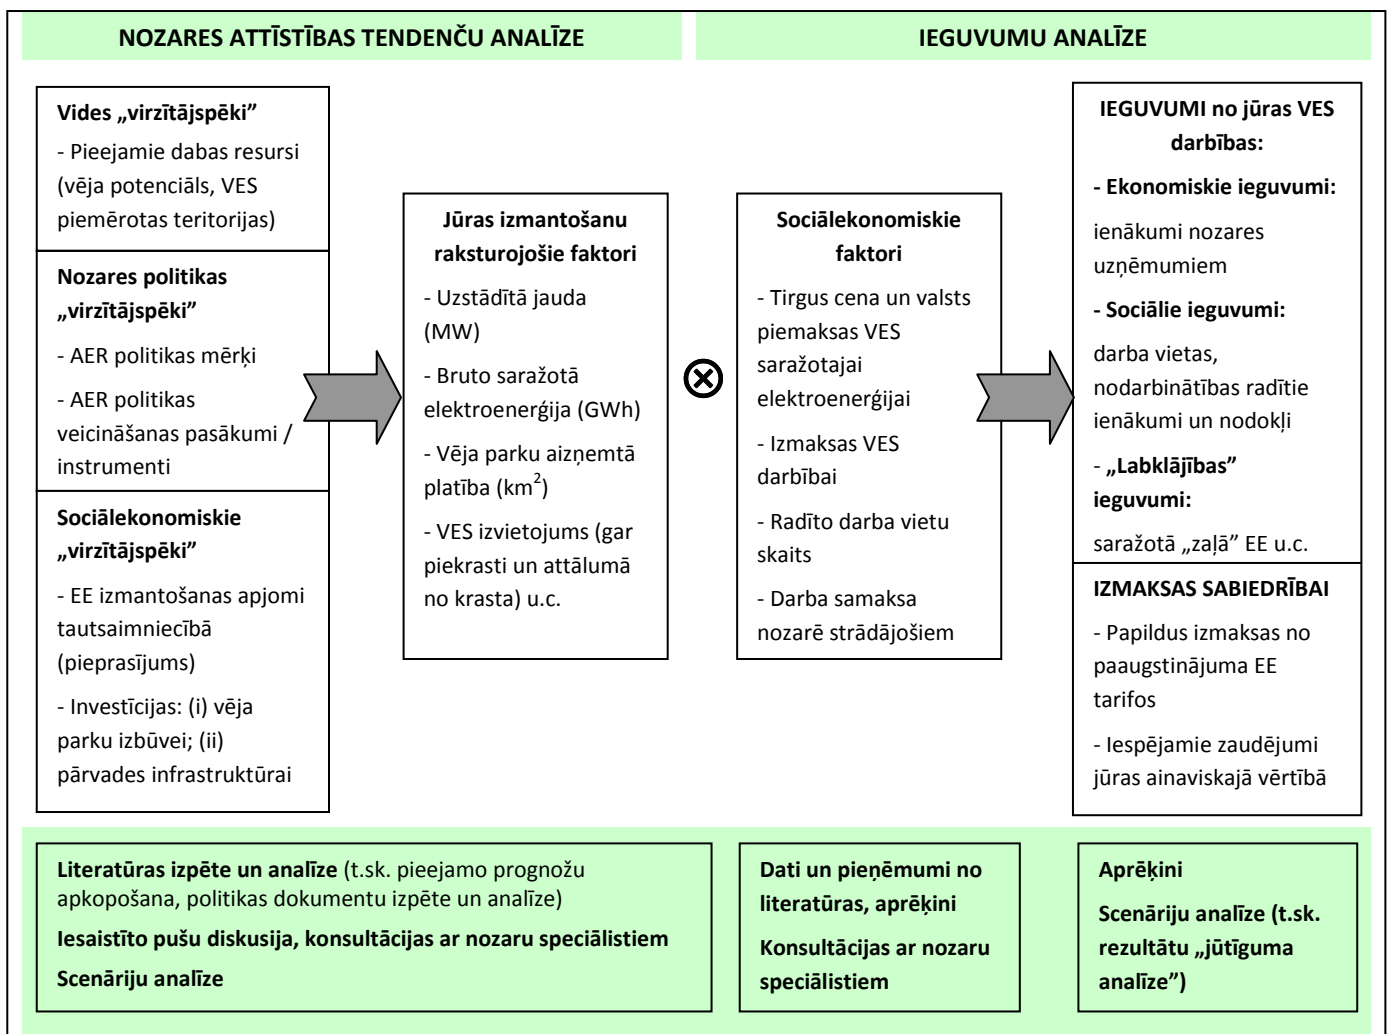 NOZARES ATTĪSTĪBAS TENDENČU ANALĪZE
IEGUVUMU ANALĪZE
Vides „virzītājspēki”
- Pieejamie dabas resursi
(vēja potenciāls, VES
piemērotas teritorijas)
Nozares politikas
„virzītājspēki”
- AER politikas mērķi
- AER politikas
veicināšanas pasākumi /
instrumenti
Sociālekonomiskie
„virzītājspēki”
- EE izmantošanas apjomi
tautsaimniecībā
(pieprasījums)
- Investīcijas: (i) vēja
parku izbūvei; (ii)
pārvades infrastruktūrai
Jūras izmantošanu
raksturojošie faktori
- Uzstādītā jauda
(MW)
- Bruto saražotā
elektroenerģija (GWh)
- Vēja parku aizņemtā
platība (km²)
- VES izvietojums (gar
piekrasti un attālumā
no krasta) u.c.
Sociālekonomiskie
faktori
- Tirgus cena un valsts
piemaksas VES
saražotajai
elektroenerģijai
- Izmaksas VES
darbībai
- Radīto darba vietu
skaits
- Darba samaksa
nozarē strādājošiem
IEGUVUMI no jūras VES
darbības:
- Ekonomiskie ieguvumi:
ienākumi nozares
uzņēmumiem
- Sociālie ieguvumi:
darba vietas,
nodarbinātības radītie
ienākumi un nodokļi
- „Labklājības”
ieguvumi:
saražotā „zaļā” EE u.c.
IZMAKSAS SABIEDRĪBAI
- Papildus izmaksas no
paaugstinājuma EE
tarifos
- Iespējamie zaudējumi
jūras ainaviskajā vērtībā
Literatūras izpēte un analīze (t.sk. pieejamo prognožu
apkopošana, politikas dokumentu izpēte un analīze)
Iesaistīto pušu diskusija, konsultācijas ar nozaru speciālistiem
Scenāriju analīze
Dati un pieņēmumi no
literatūras, aprēķini
Konsultācijas ar nozaru
speciālistiem
Aprēķini
Scenāriju analīze (t.sk.
rezultātu „jūtīguma
analīze”)